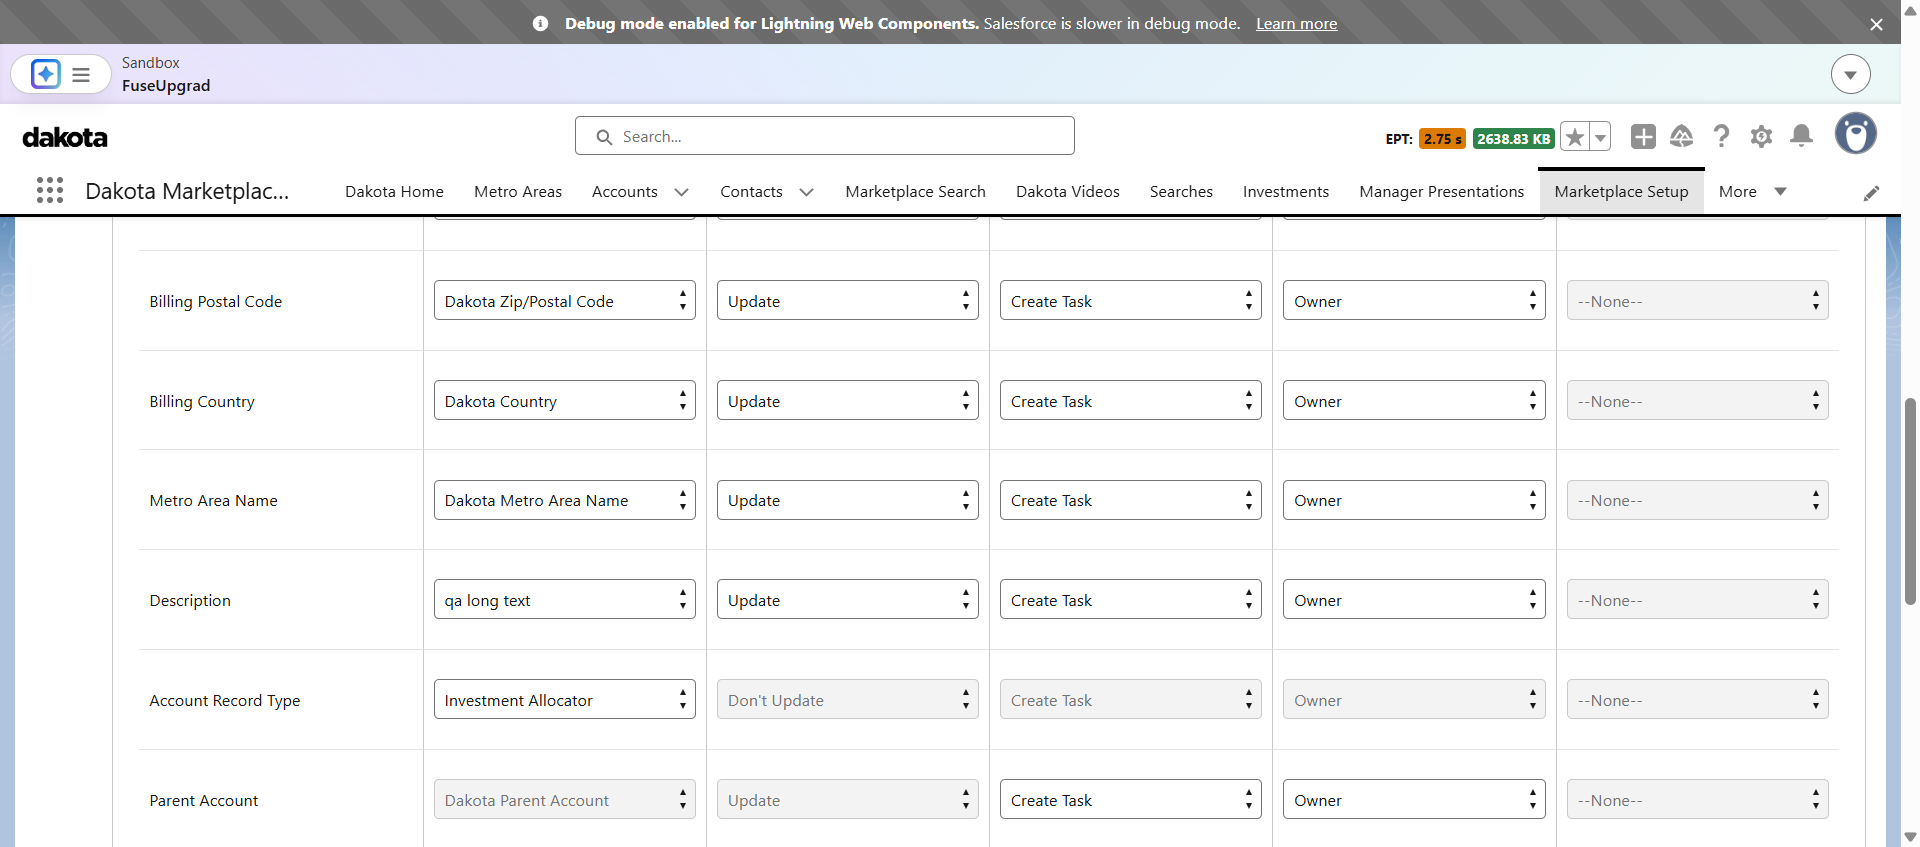 Debug mode enabled for Lightning Web Components. Salesforce is slower in debug mode. Learn more
Sandbox
FuseUpgrad
dakota
Search...
EPT: 2.75 s 2638.83 KB
Dakota Marketplac...
Dakota Home
Metro Areas
Accounts
Contacts
Marketplace Search
Dakota Videos
Searches
Investments
Manager Presentations
Marketplace Setup
More
Billing Postal Code Dakota Zip/Postal Code Update Create Task Owner --None--
Billing Country Dakota Country Update Create Task Owner --None--
Metro Area Name Dakota Metro Area Name Update Create Task Owner --None--
Description qa long text Update Create Task Owner --None--
Account Record Type Investment Allocator Don't Update Create Task Owner --None--
Parent Account Dakota Parent Account Update Create Task Owner --None--